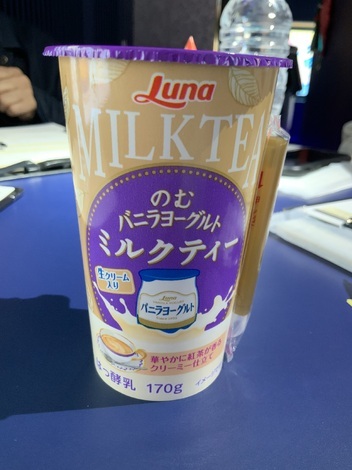 Luna
MILKTEA
のむ
バニラヨーグルト
ミルクティー
生クリーム
入り
Luna
バニラヨーグルト
華やかに紅茶が香る
クリーミー仕立て
酵乳 170g